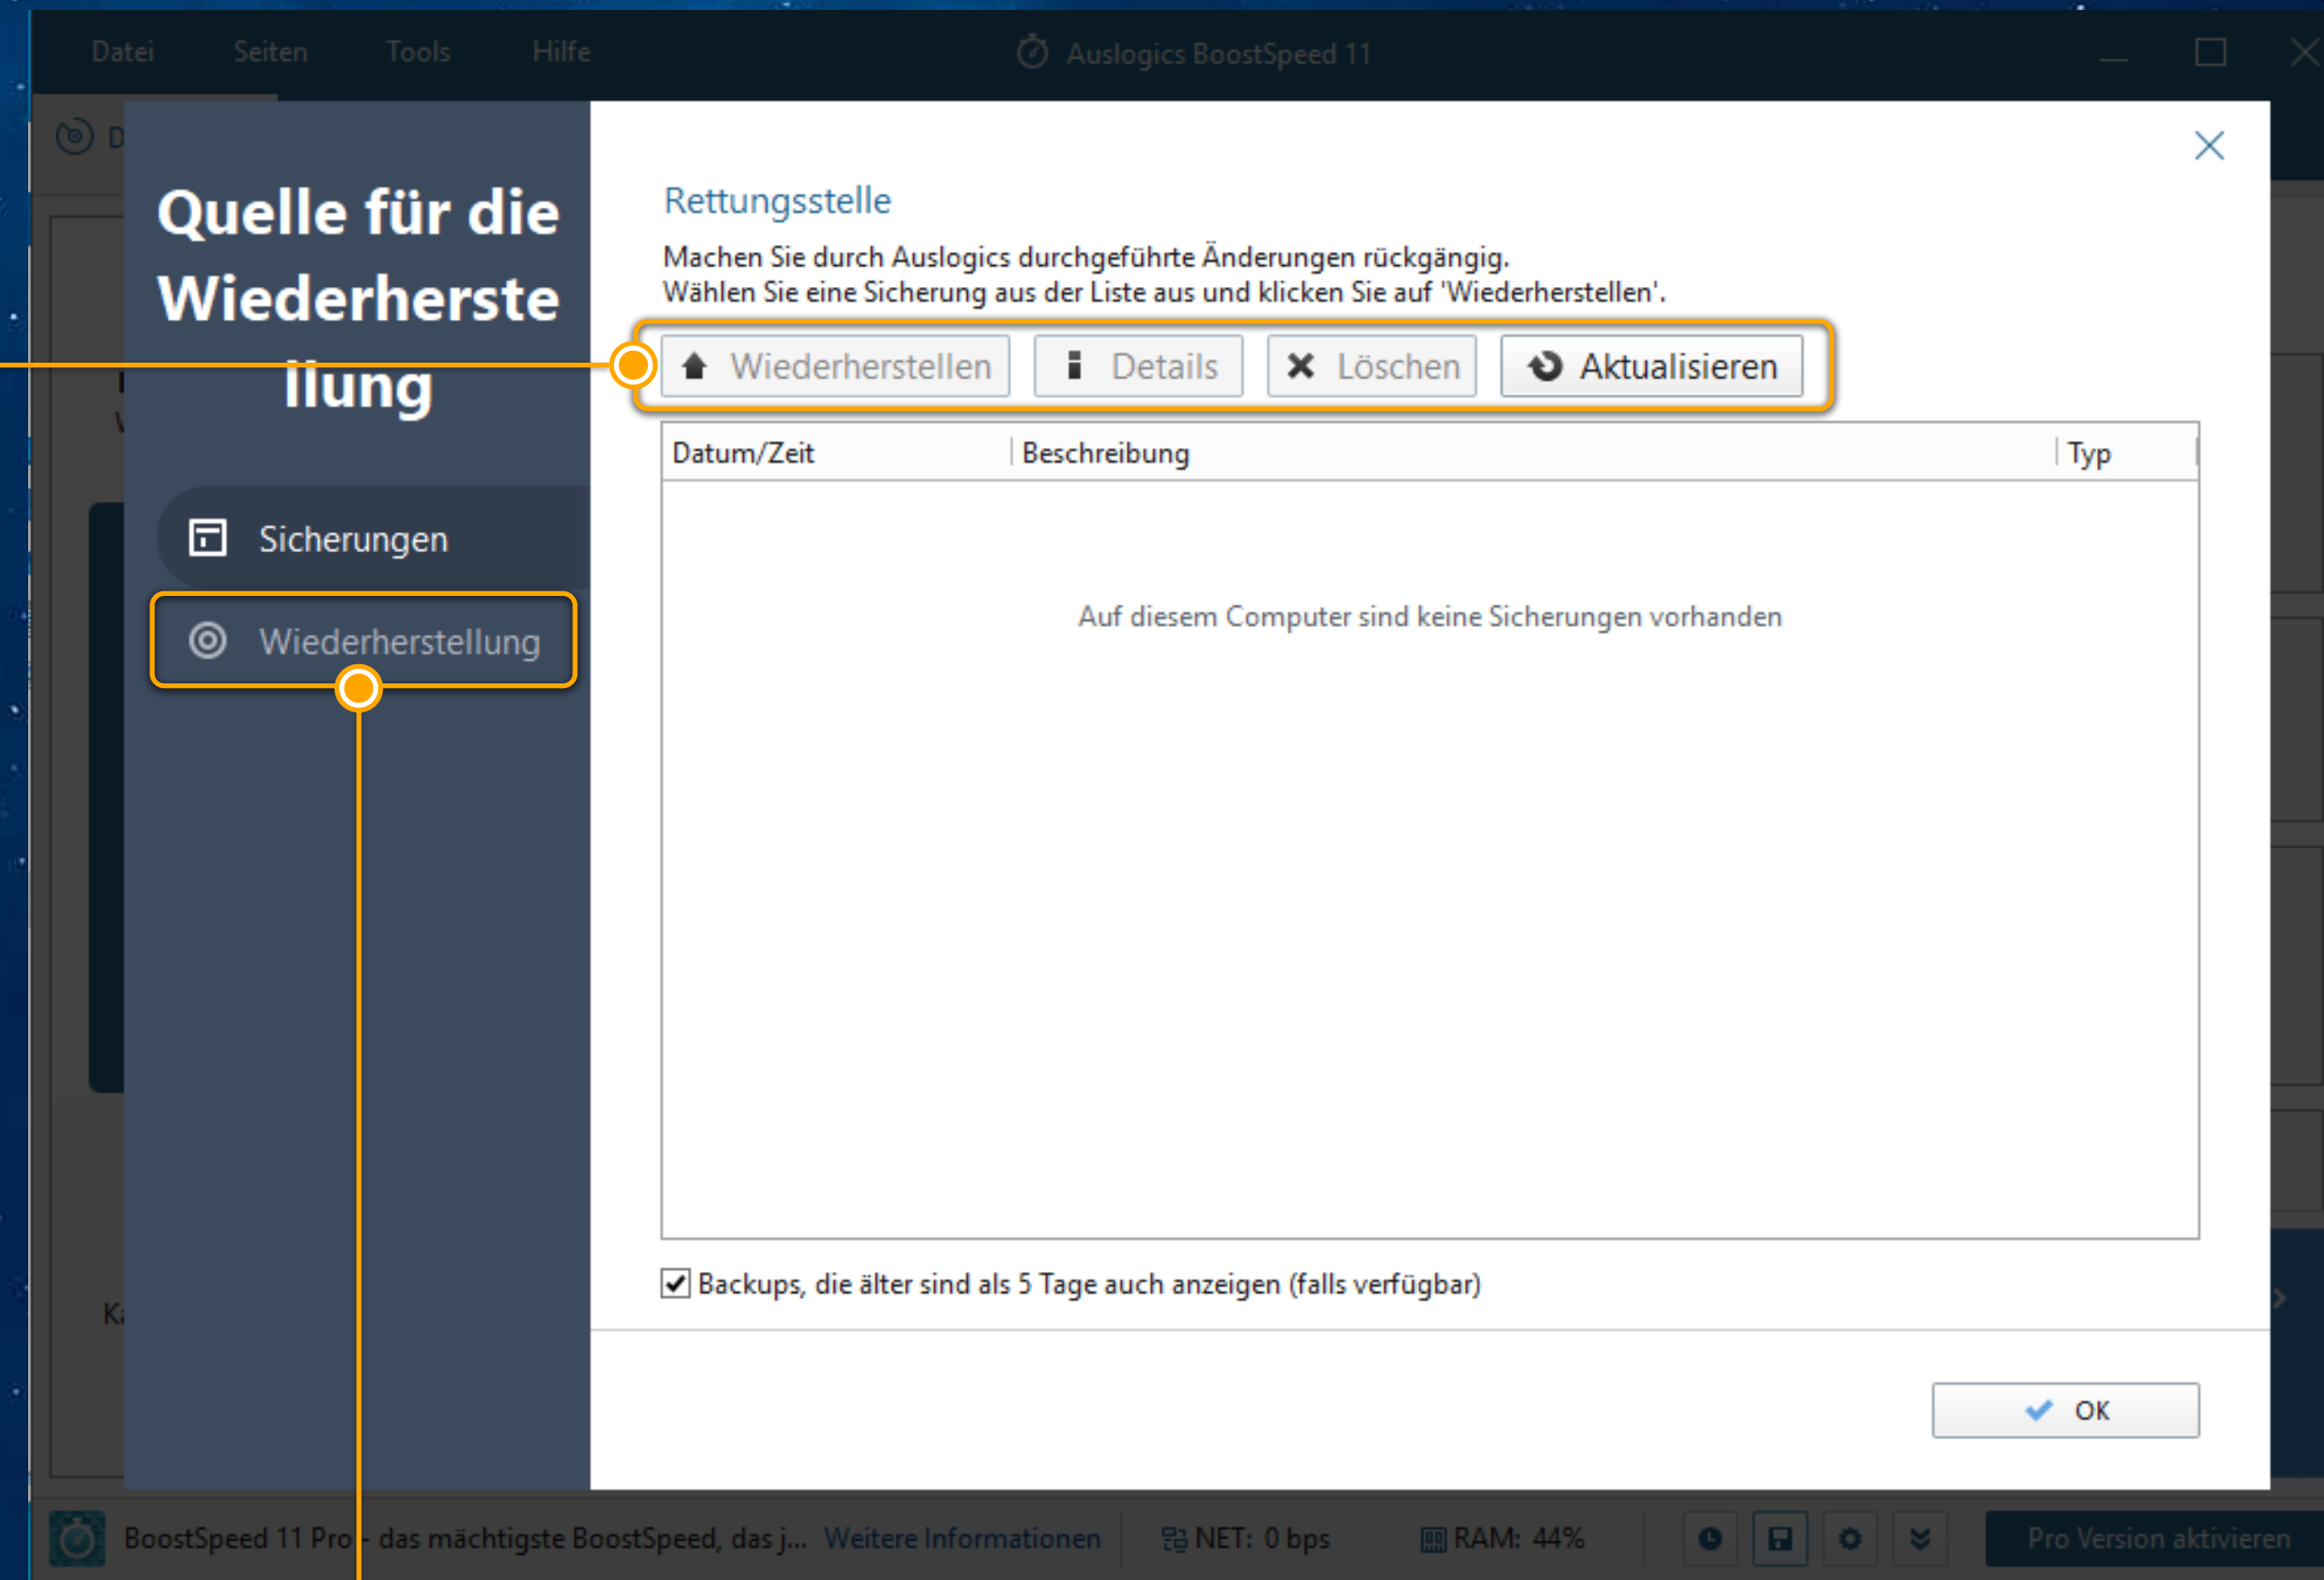 Datei Seiten Tools Hilfe Auslogics BoostSpeed 11
Quelle für die
Wiederherste
llung
Sicherungen
Wiederherstellung
Rettungsstelle
Machen Sie durch Auslogics durchgeführte Änderungen rückgängig.
Wählen Sie eine Sicherung aus der Liste aus und klicken Sie auf 'Wiederherstellen'.
Wiederherstellen Details Löschen Aktualisieren
Datum/Zeit Beschreibung Typ
Auf diesem Computer sind keine Sicherungen vorhanden
Backups, die älter sind als 5 Tage auch anzeigen (falls verfügbar)
OK
BoostSpeed 11 Pro - das mächtigste BoostSpeed, das j... Weitere Informationen NET: 0 bps RAM: 44% Pro Version aktivieren